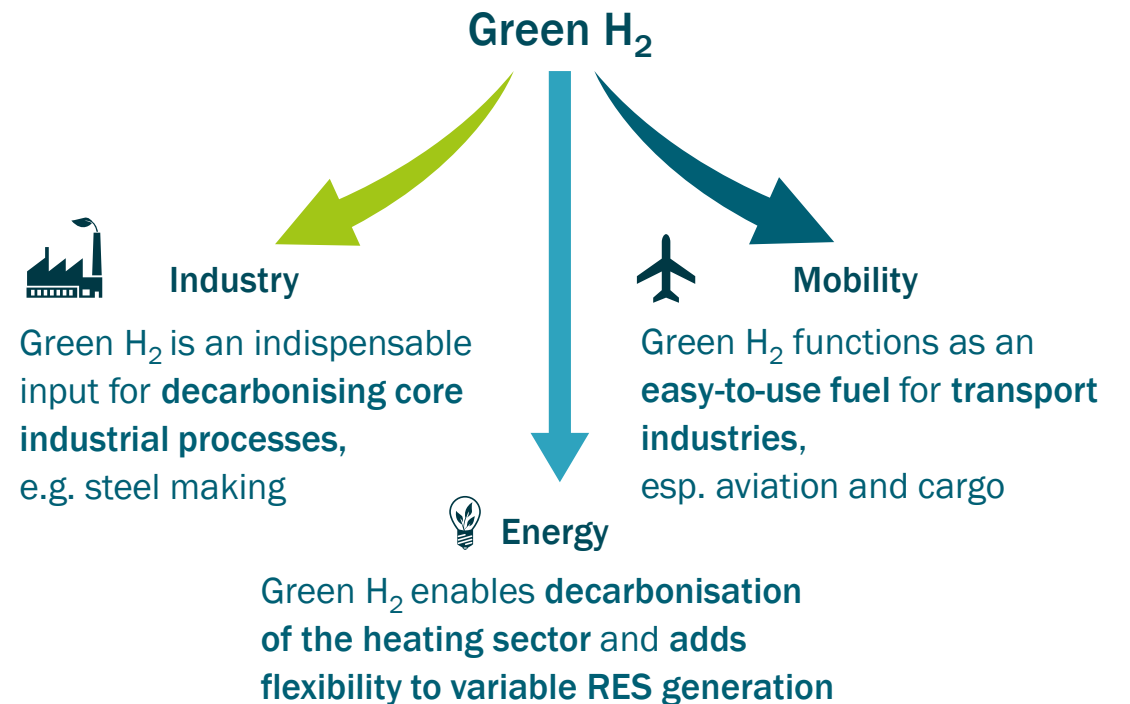 Green H₂
Industry
Green H₂ is an indispensable
input for decarbonising core
industrial processes,
e.g. steel making
Mobility
Green H₂ functions as an
easy-to-use fuel for transport
industries,
esp. aviation and cargo
Energy
Green H₂ enables decarbonisation
of the heating sector and adds
flexibility to variable RES generation